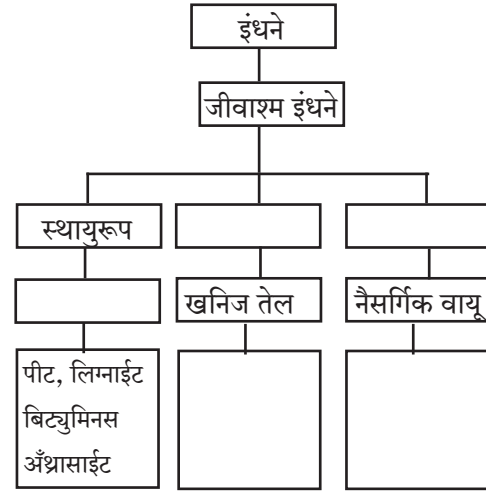 इंधने
जीवाश्म इंधने
स्थायुरूप
खनिज तेल
नैसर्गिक वायू
पीट, लिग्नाईट
बिट्युमिनस
अँथ्रासाईट